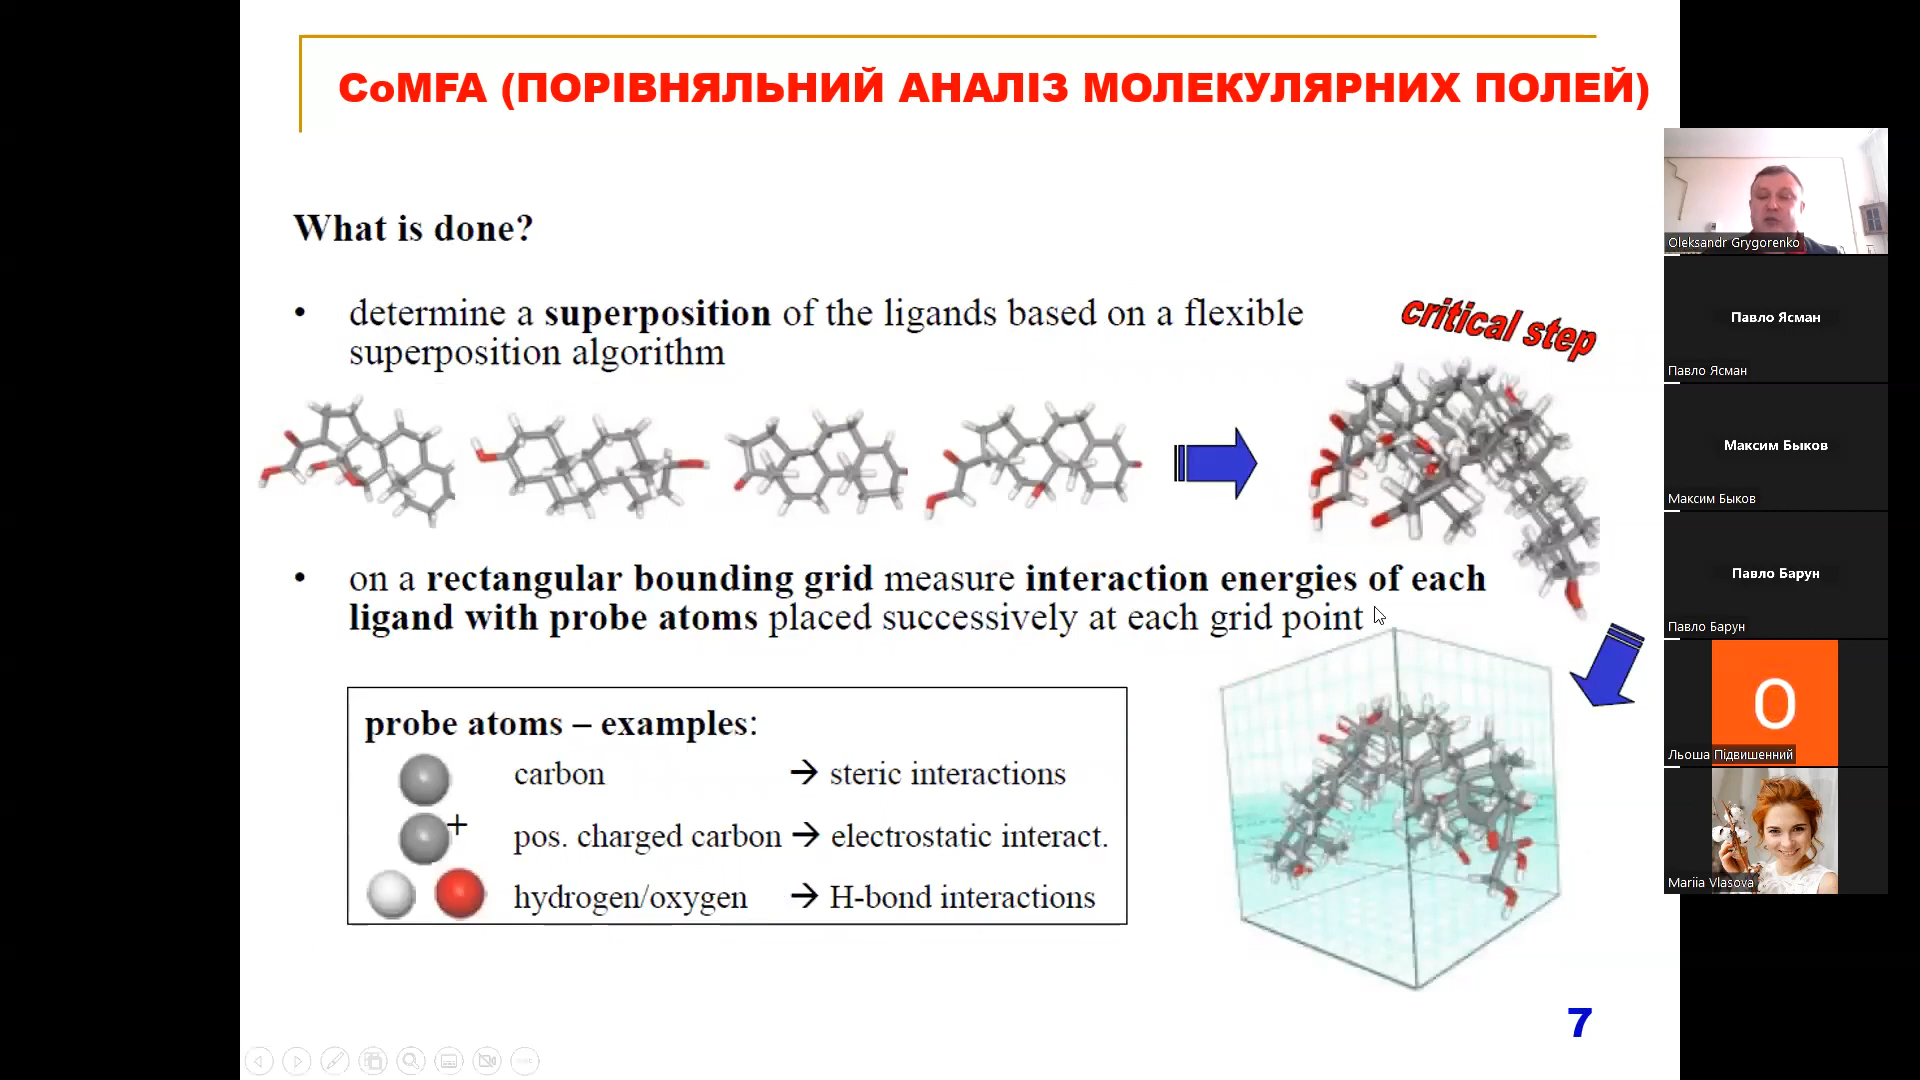 CoMFA (ПОРІВНЯЛЬНИЙ АНАЛІЗ МОЛЕКУЛЯРНИХ ПОЛЕЙ)
What is done?
• determine a superposition of the ligands based on a flexible
superposition algorithm
critical step
• on a rectangular bounding grid measure interaction energies of each
ligand with probe atoms placed successively at each grid point
probe atoms – examples:
carbon → steric interactions
+
pos. charged carbon → electrostatic interact.
hydrogen/oxygen → H-bond interactions
7
Oleksandr Grygorenko
Павло Ясман
Павло Ясман
Максим Быков
Максим Быков
Павло Барун
Павло Барун
О
Льоша Підвишенний
Mariia Vlasova